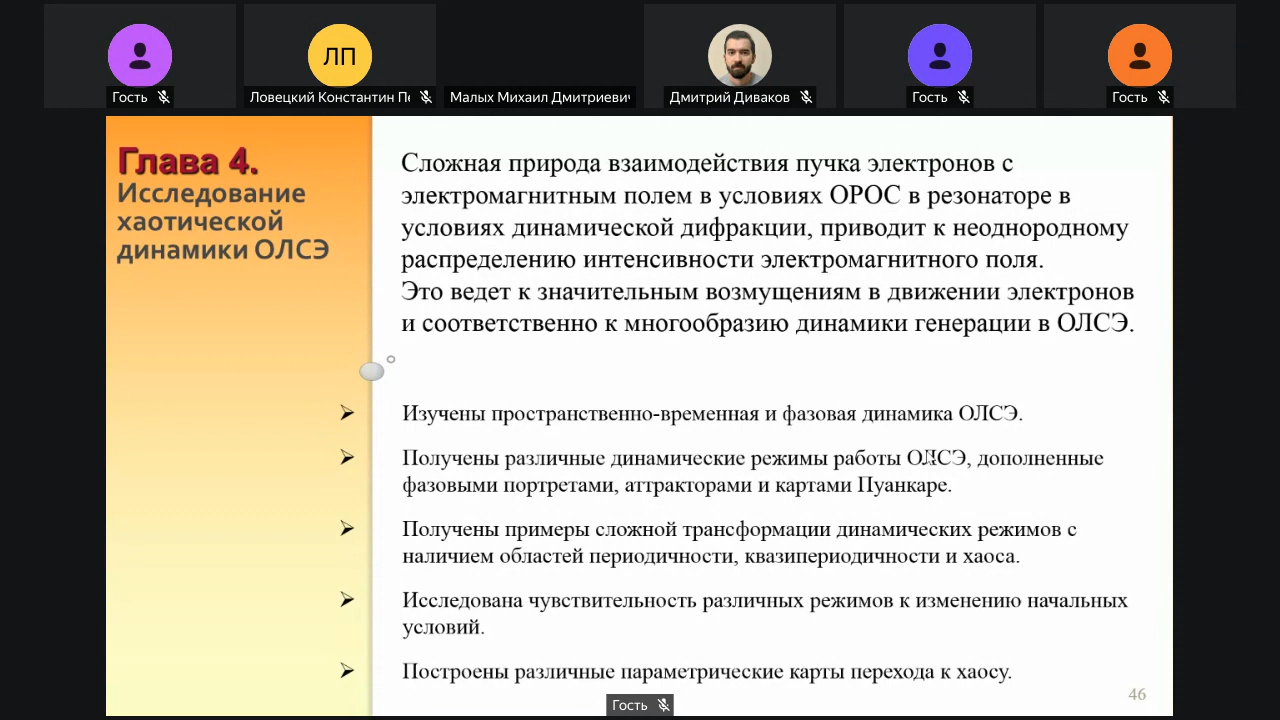 ЛП
Гость
Ловецкий Константин Пе
Малых Михаил Дмитриевич
Дмитрий Диваков
Гость
Гость
Глава 4.
Исследование
хаотической
динамики ОЛСЭ
Сложная природа взаимодействия пучка электронов с
электромагнитным полем в условиях ОРОС в резонаторе в
условиях динамической дифракции, приводит к неоднородному
распределению интенсивности электромагнитного поля.
Это ведет к значительным возмущениям в движении электронов
и соответственно к многообразию динамики генерации в ОЛСЭ.
Изучены пространственно-временная и фазовая динамика ОЛСЭ.
Получены различные динамические режимы работы ОЛСЭ, дополненные
фазовыми портретами, аттракторами и картами Пуанкаре.
Получены примеры сложной трансформации динамических режимов с
наличием областей периодичности, квазипериодичности и хаоса.
Исследована чувствительность различных режимов к изменению начальных
условий.
Построены различные параметрические карты перехода к хаосу.
46
Гость